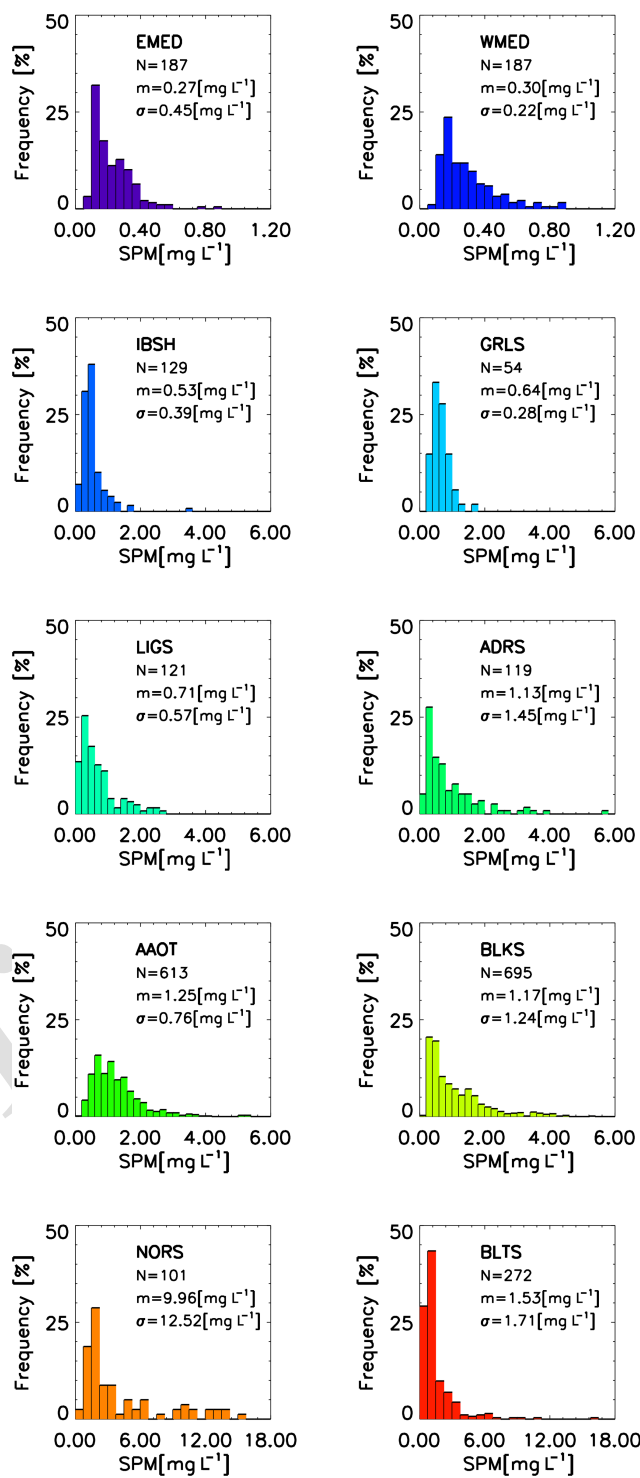 50
25
0
Frequency [%]
EMED
N=187
m=0.27[mg L⁻¹]
σ=0.45[mg L⁻¹]
0.00 0.40 0.80 1.20
SPM[mg L⁻¹]
50
25
0
Frequency [%]
WMED
N=187
m=0.30[mg L⁻¹]
σ=0.22[mg L⁻¹]
0.00 0.40 0.80 1.20
SPM[mg L⁻¹]
50
25
0
Frequency [%]
IBSH
N=129
m=0.53[mg L⁻¹]
σ=0.39[mg L⁻¹]
0.00 2.00 4.00 6.00
SPM[mg L⁻¹]
50
25
0
Frequency [%]
GRLS
N=54
m=0.64[mg L⁻¹]
σ=0.28[mg L⁻¹]
0.00 2.00 4.00 6.00
SPM[mg L⁻¹]
50
25
0
Frequency [%]
LIGS
N=121
m=0.71[mg L⁻¹]
σ=0.57[mg L⁻¹]
0.00 2.00 4.00 6.00
SPM[mg L⁻¹]
50
25
0
Frequency [%]
ADRS
N=119
m=1.13[mg L⁻¹]
σ=1.45[mg L⁻¹]
0.00 2.00 4.00 6.00
SPM[mg L⁻¹]
50
25
0
Frequency [%]
AAOT
N=613
m=1.25[mg L⁻¹]
σ=0.76[mg L⁻¹]
0.00 2.00 4.00 6.00
SPM[mg L⁻¹]
50
25
0
Frequency [%]
BLKS
N=695
m=1.17[mg L⁻¹]
σ=1.24[mg L⁻¹]
0.00 2.00 4.00 6.00
SPM[mg L⁻¹]
50
25
0
Frequency [%]
NORS
N=101
m=9.96[mg L⁻¹]
σ=12.52[mg L⁻¹]
0.00 6.00 12.00 18.00
SPM[mg L⁻¹]
50
25
0
Frequency [%]
BLTS
N=272
m=1.53[mg L⁻¹]
σ=1.71[mg L⁻¹]
0.00 6.00 12.00 18.00
SPM[mg L⁻¹]